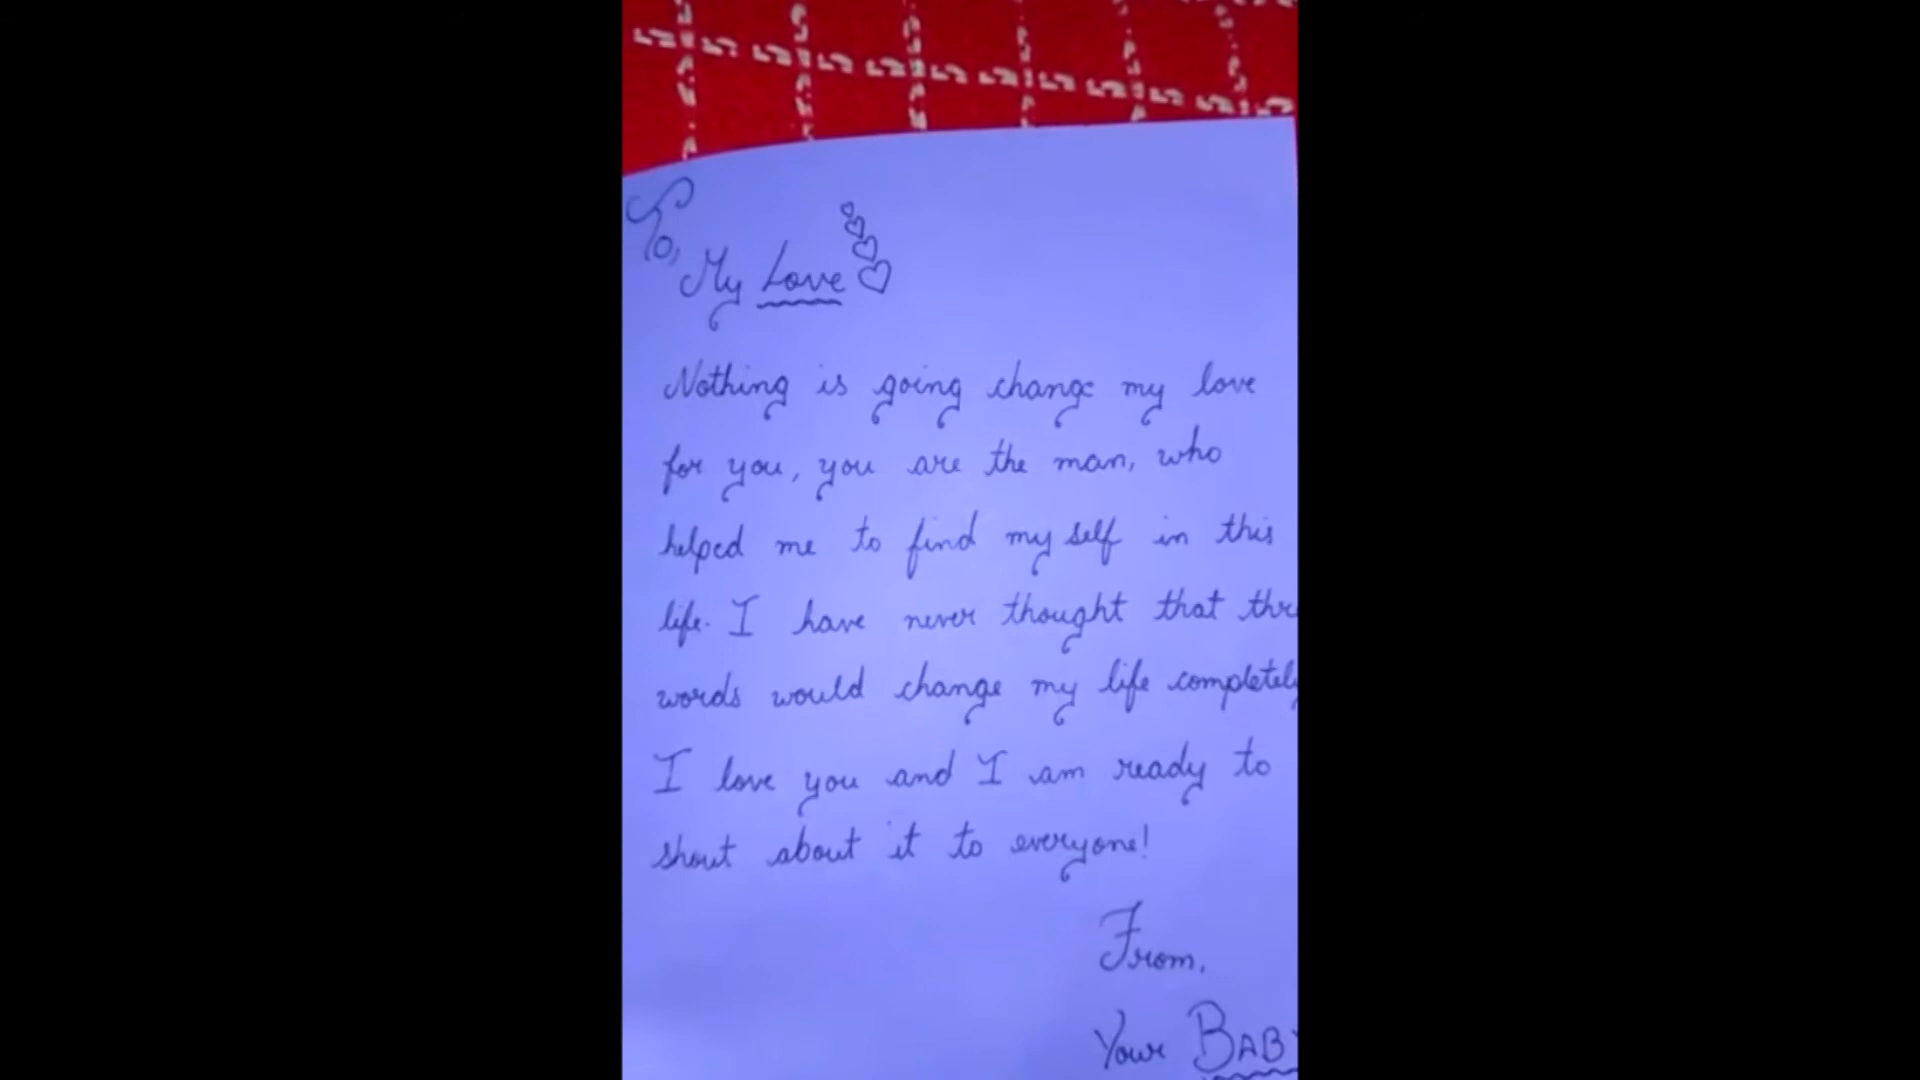 To,
My Love
Nothing is going change my love
for you, you are the man, who
helped me to find my self in this
life. I have never thought that
words would change my life completely
I love you and I am ready to
shout about it to everyone!
From,
Your BABY